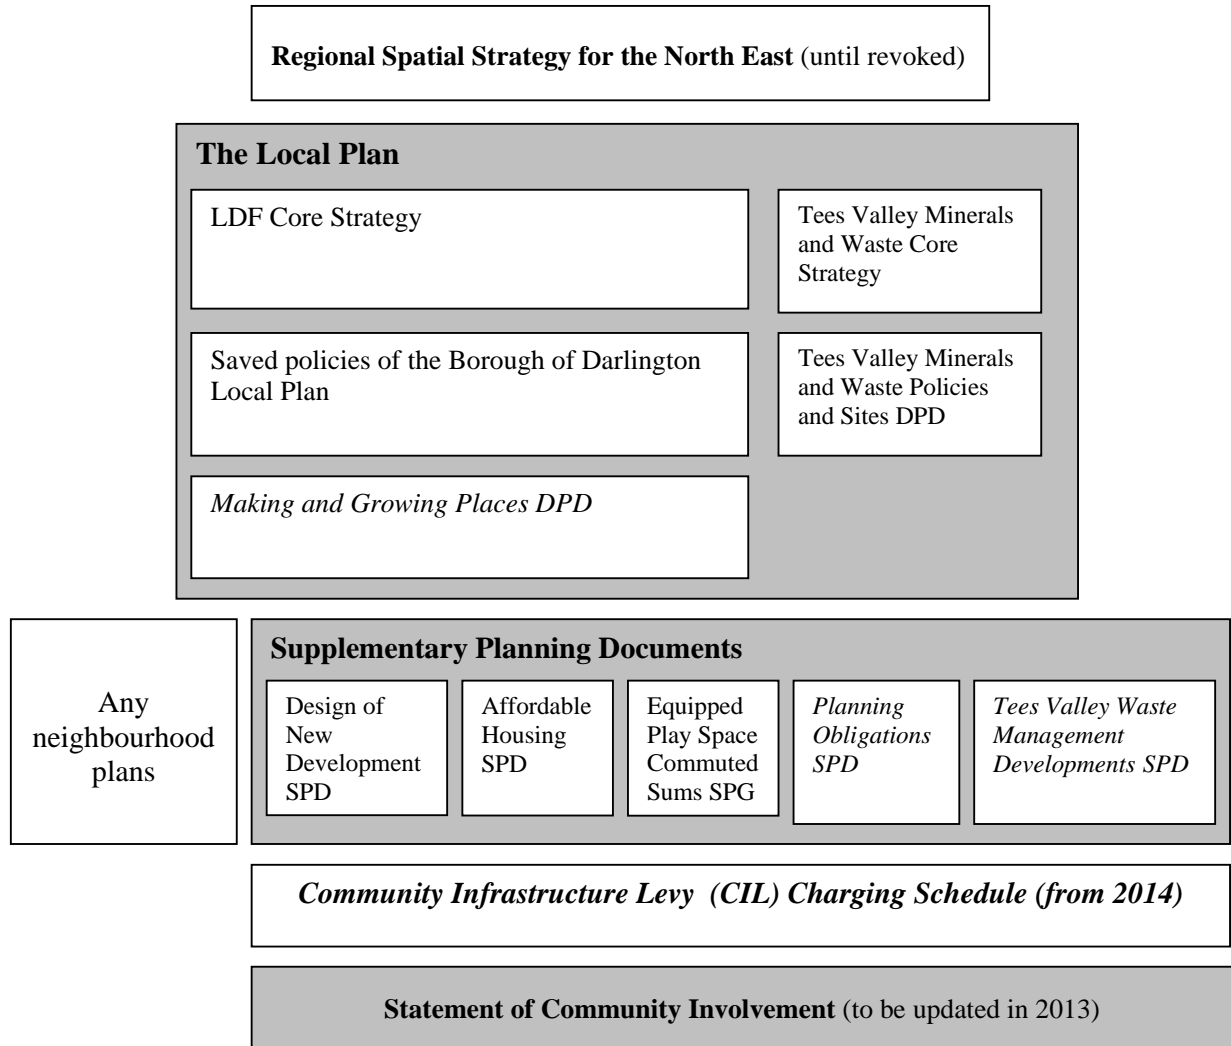 Regional Spatial Strategy for the North East (until revoked)
The Local Plan
LDF Core Strategy
Tees Valley Minerals
and Waste Core
Strategy
Saved policies of the Borough of Darlington
Local Plan
Tees Valley Minerals
and Waste Policies
and Sites DPD
Making and Growing Places DPD
Any
neighbourhood
plans
Supplementary Planning Documents
Design of
New
Development
SPD
Affordable
Housing
SPD
Equipped
Play Space
Commuted
Sums SPG
Planning
Obligations
SPD
Tees Valley Waste
Management
Developments SPD
Community Infrastructure Levy (CIL) Charging Schedule (from 2014)
Statement of Community Involvement (to be updated in 2013)